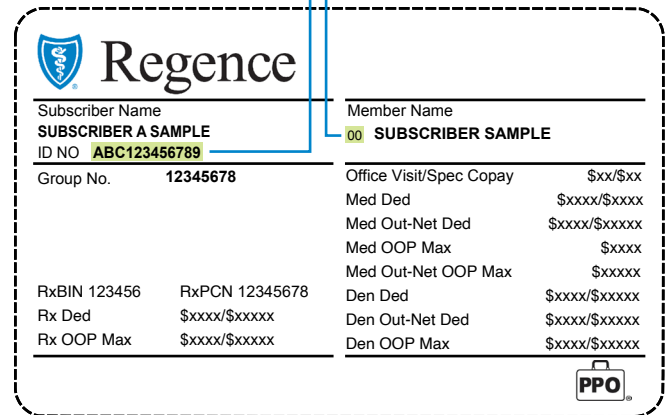 Regence
Subscriber Name
SUBSCRIBER A SAMPLE
ID NO ABC123456789
Member Name
00 SUBSCRIBER SAMPLE
Group No. 12345678
RxBIN 123456 RxPCN 12345678
Rx Ded $xxxx/$xxxxx
Rx OOP Max $xxxx/$xxxxx
Office Visit/Spec Copay $xx/$xx
Med Ded $xxxx/$xxxx
Med Out-Net Ded $xxxx/$xxxxx
Med OOP Max $xxxx
Med Out-Net OOP Max $xxxxx
Den Ded $xxxx/$xxxxx
Den Out-Net Ded $xxxx/$xxxxx
Den OOP Max $xxxx/$xxxxx
PPO